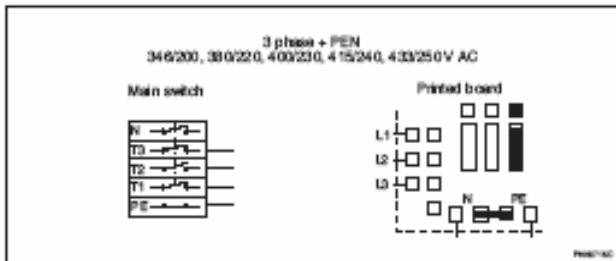 3 phase + PEN
346/200, 380/220, 400/230, 415/240, 433/250V AC
Main switch
Printed board
N
T3
T2
T1
PE
L1
L2
L3
N PE